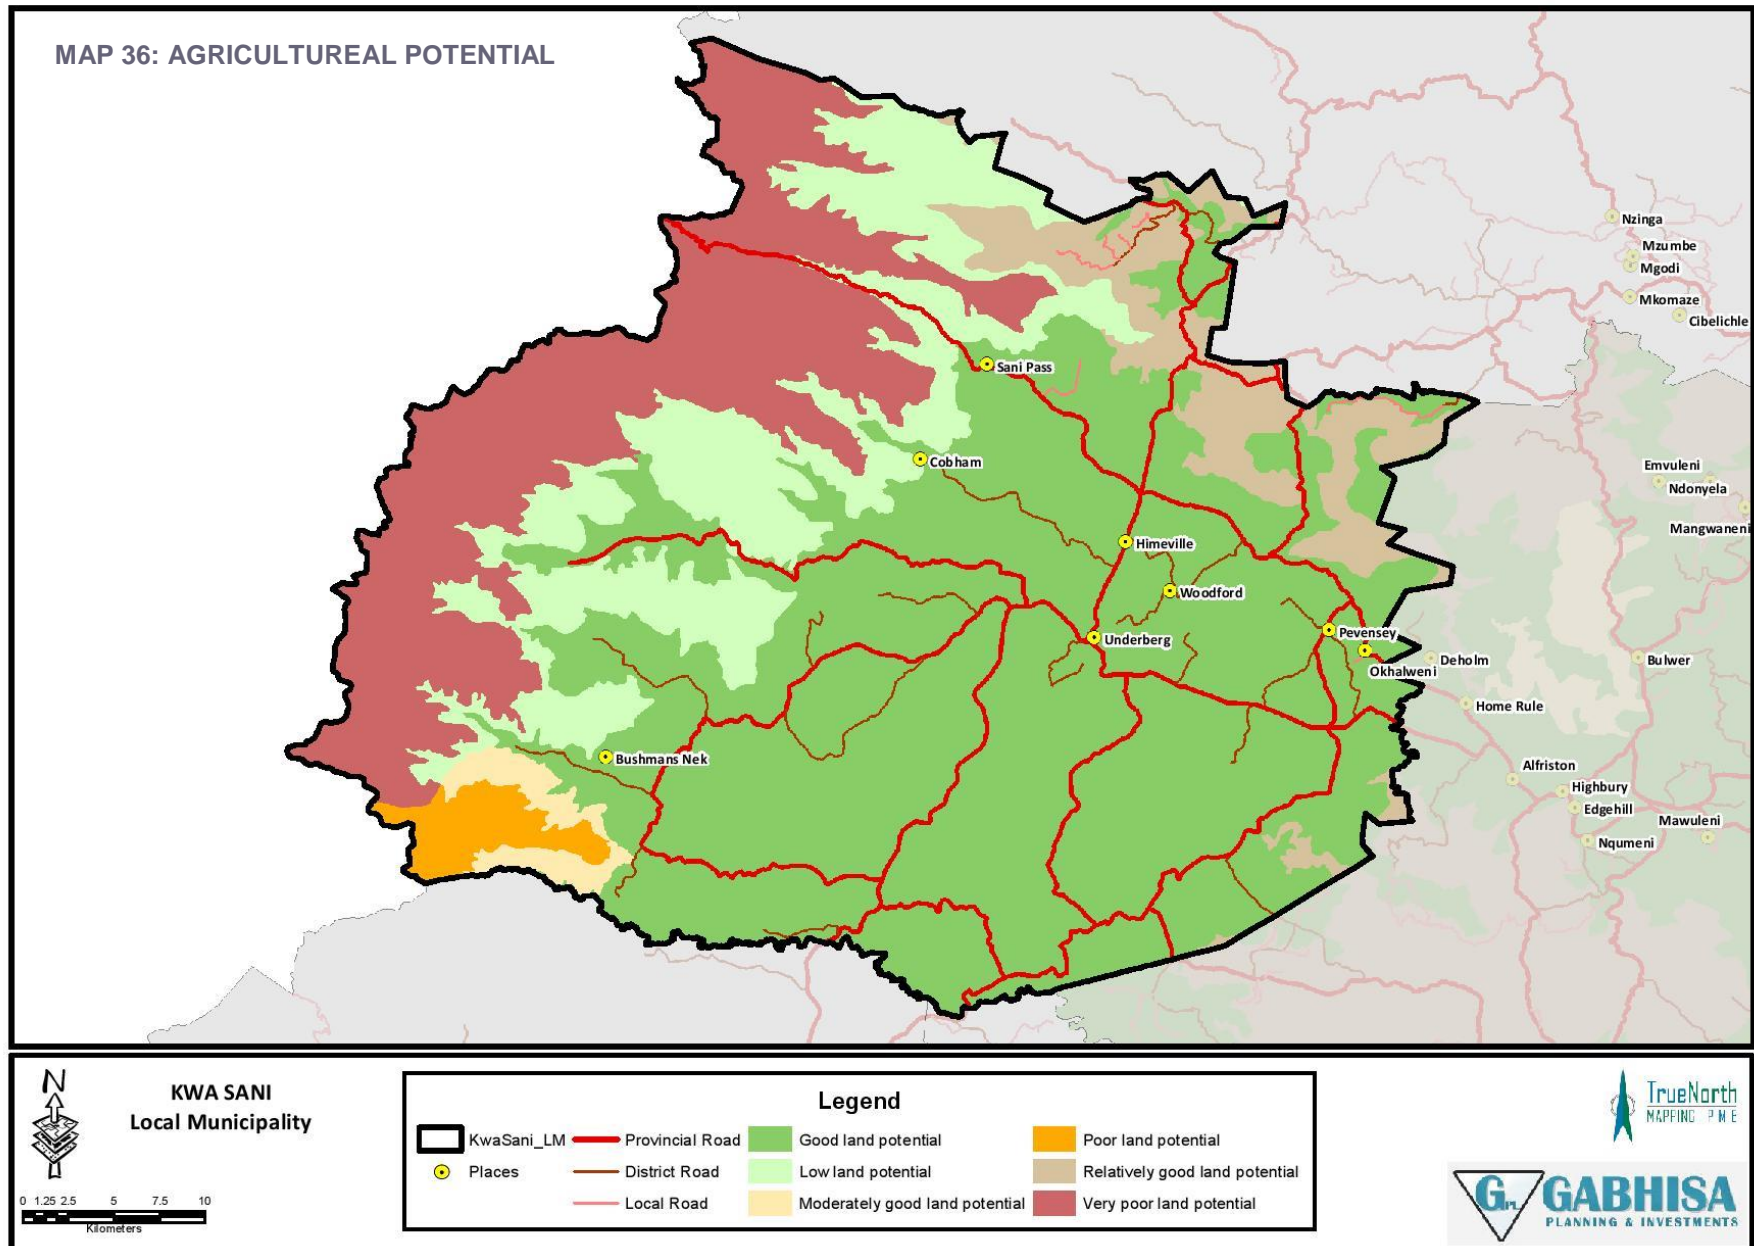 MAP 36: AGRICULTUREAL POTENTIAL
Nzinga
Mzumbe
Mgodi
Mkomaze
Cibelichle
Sani Pass
Cobham
Emvuleni
Ndonyela
Mangwaneni
Himeville
Woodford
Underberg
Pevensey
Okhalweni
Deholm
Bulwer
Home Rule
Bushmans Nek
Alfriston
Highbury
Edgehill
Mawuleni
Nqumeni
N
KWA SANI
Local Municipality
0 1.25 2.5 5 7.5 10
Kilometers
Legend
KwaSani_LM
Provincial Road
Good land potential
Poor land potential
Places
District Road
Low land potential
Relatively good land potential
Local Road
Moderately good land potential
Very poor land potential
TrueNorth
MAPPING P M E
GPL GABHISA
PLANNING & INVESTMENTS